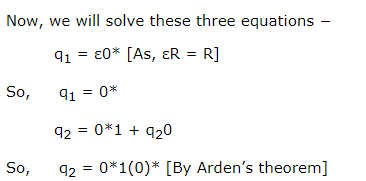 Now, we will solve these three equations −
q₁ = ε0* [As, εR = R]
So, q₁ = 0*
q₂ = 0*1 + q₂0
So, q₂ = 0*1(0)* [By Arden’s theorem]